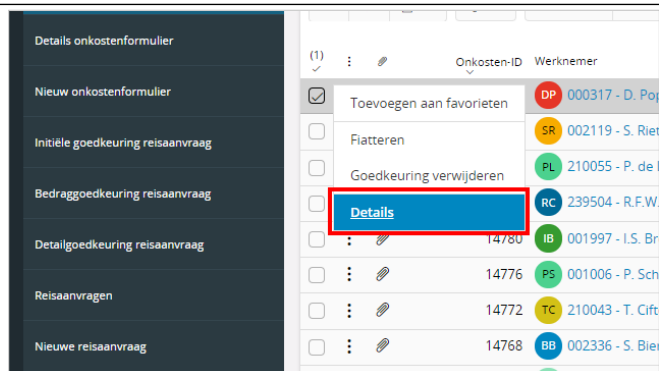 Details onkostenformulier
Nieuw onkostenformulier
Initiële goedkeuring reisaanvraag
Bedraggoedkeuring reisaanvraag
Detailgoedkeuring reisaanvraag
Reisaanvragen
Nieuwe reisaanvraag
(1) Onkosten-ID Werknemer
Toevoegen aan favorieten
Fiatteren
Goedkeuring verwijderen
Details
DP 000317 - D. Pop
SR 002119 - S. Riet
PL 210055 - P. de
RC 239504 - R.F.W.
14780 IB 001997 - I.S. Br
14776 PS 001006 - P. Sch
14772 TC 210043 - T. Cift
14768 BB 002336 - S. Bier